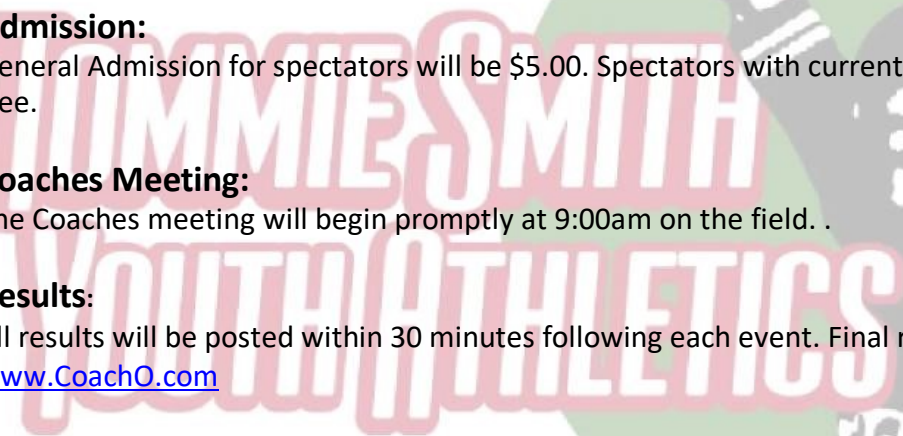 dmission:
eneral Admission for spectators will be $5.00. Spectators with current
ee.
oaches Meeting:
he Coaches meeting will begin promptly at 9:00am on the field. .
esults:
ll results will be posted within 30 minutes following each event. Final r
ww.CoachO.com
TOMMIE SMITH
YOUTH ATHLETICS